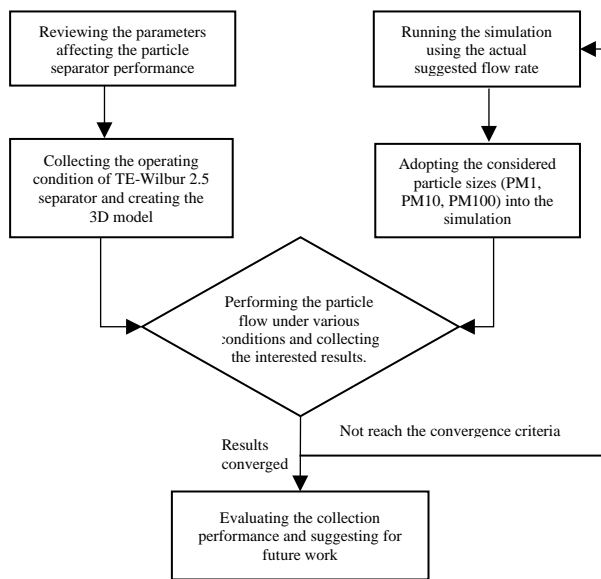 Reviewing the parameters
affecting the particle
separator performance
Running the simulation
using the actual
suggested flow rate
Collecting the operating
condition of TE-Wilbur 2.5
separator and creating the
3D model
Adopting the considered
particle sizes (PM1,
PM10, PM100) into the
simulation
Performing the particle
flow under various
conditions and collecting
the interested results.
Not reach the convergence criteria
Results
converged
Evaluating the collection
performance and suggesting for
future work